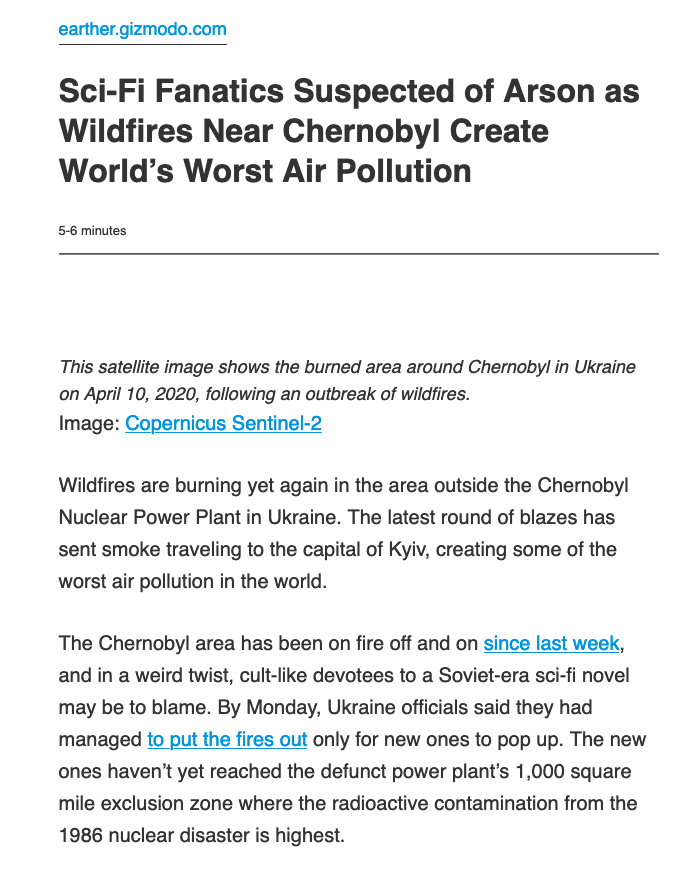 earther.gizmodo.com
Sci-Fi Fanatics Suspected of Arson as
Wildfires Near Chernobyl Create
World’s Worst Air Pollution
5-6 minutes
This satellite image shows the burned area around Chernobyl in Ukraine
on April 10, 2020, following an outbreak of wildfires.
Image: Copernicus Sentinel-2
Wildfires are burning yet again in the area outside the Chernobyl
Nuclear Power Plant in Ukraine. The latest round of blazes has
sent smoke traveling to the capital of Kyiv, creating some of the
worst air pollution in the world.
The Chernobyl area has been on fire off and on since last week,
and in a weird twist, cult-like devotees to a Soviet-era sci-fi novel
may be to blame. By Monday, Ukraine officials said they had
managed to put the fires out only for new ones to pop up. The new
ones haven’t yet reached the defunct power plant’s 1,000 square
mile exclusion zone where the radioactive contamination from the
1986 nuclear disaster is highest.